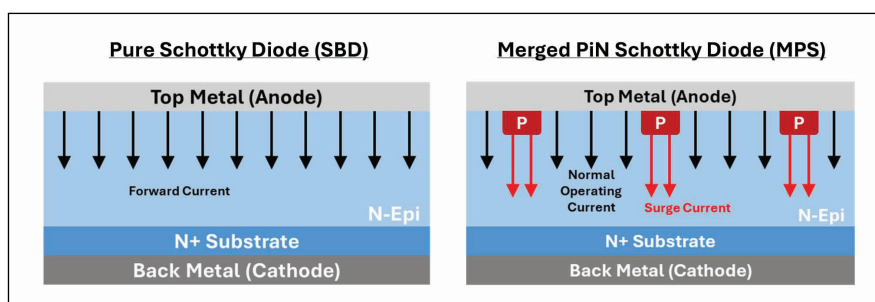 Pure Schottky Diode (SBD)
Top Metal (Anode)
Forward Current
N-Epi
N+ Substrate
Back Metal (Cathode)
Merged PiN Schottky Diode (MPS)
Top Metal (Anode)
P
P
P
Normal
Operating
Current
Surge Current
N-Epi
N+ Substrate
Back Metal (Cathode)